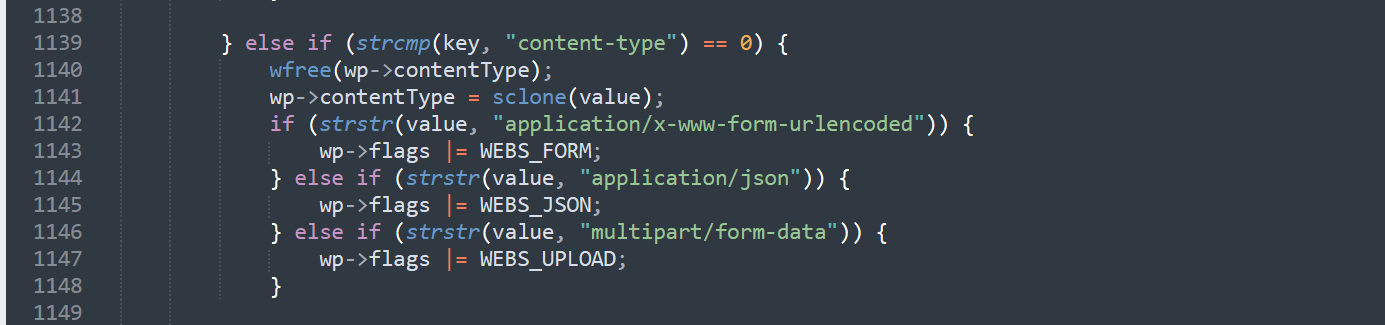 1138
1139 } else if (strcmp(key, "content-type") == 0) {
1140 wfree(wp->contentType);
1141 wp->contentType = sclone(value);
1142 if (strstr(value, "application/x-www-form-urlencoded")) {
1143 wp->flags |= WEBS_FORM;
1144 } else if (strstr(value, "application/json")) {
1145 wp->flags |= WEBS_JSON;
1146 } else if (strstr(value, "multipart/form-data")) {
1147 wp->flags |= WEBS_UPLOAD;
1148 }
1149